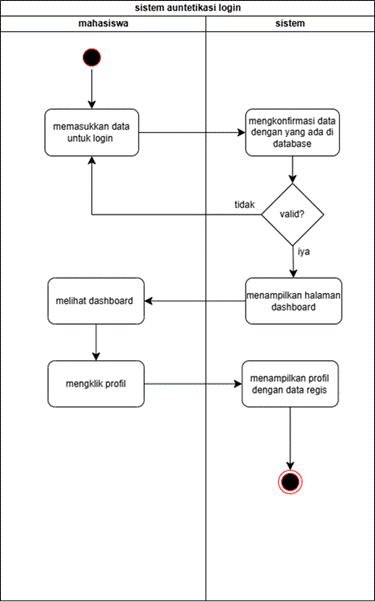 sistem auntetikasi login
mahasiswa
sistem
memasukkan data
untuk login
mengkonfirmasi data
dengan yang ada di
database
tidak
valid?
iya
melihat dashboard
menampilkan halaman
dashboard
mengklik profil
menampilkan profil
dengan data regis